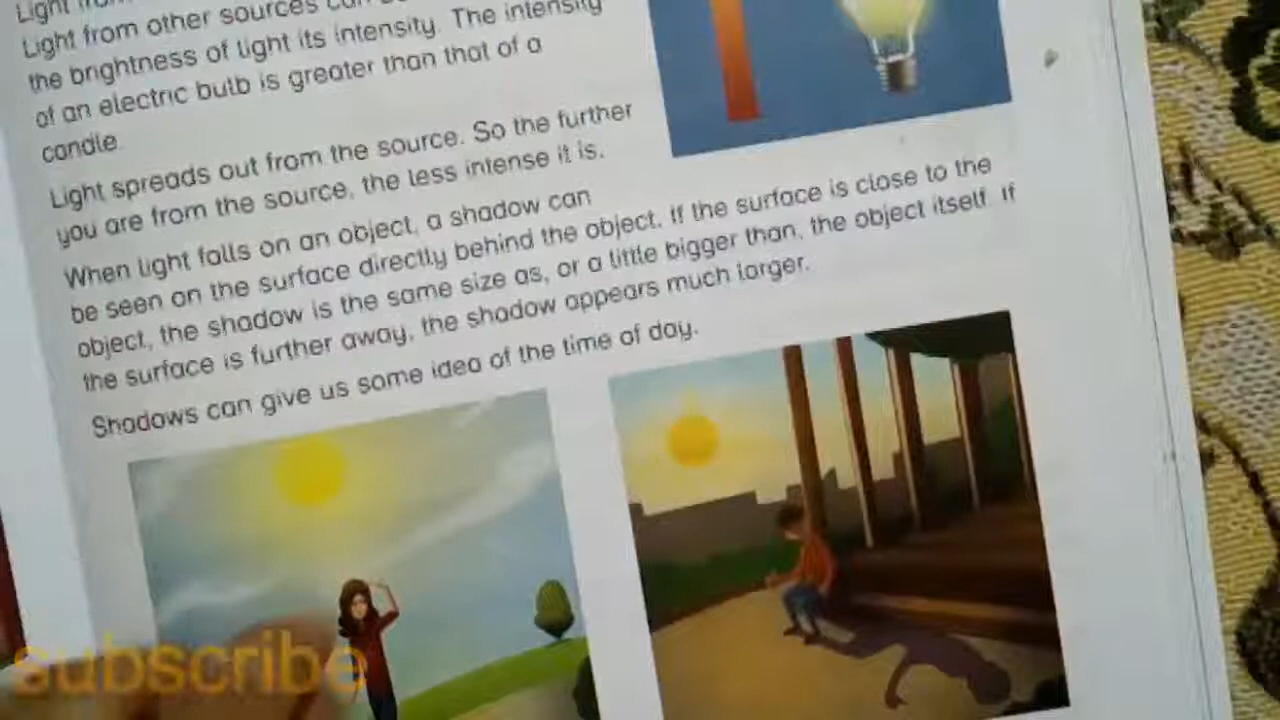 Light from
Light from other sources can
the brightness of light its intensity. The intensity
of an electric bulb is greater than that of a
candle.
Light spreads out from the source. So the further
you are from the source, the less intense it is.
When light falls on an object, a shadow can
be seen on the surface directly behind the object. If the surface is close to the
object, the shadow is the same size as, or a little bigger than, the object itself. If
the surface is further away, the shadow appears much larger.
Shadows can give us some idea of the time of day.
subscribe